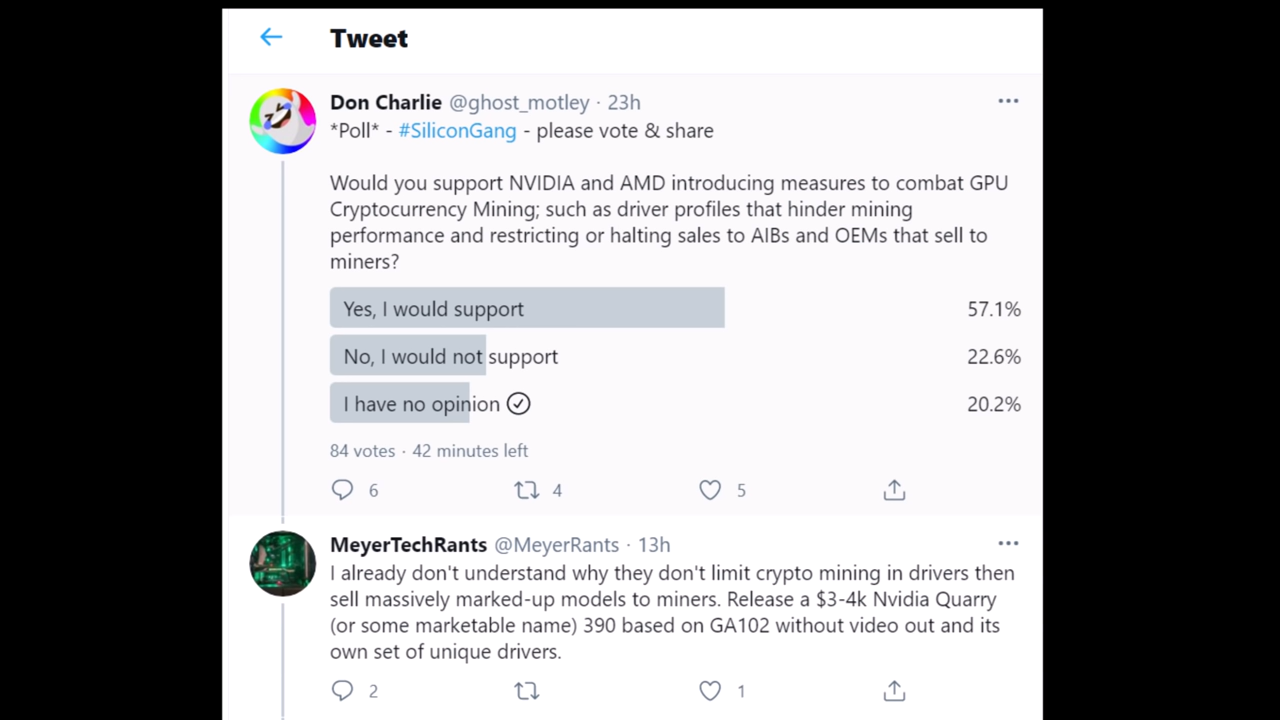 Tweet
Don Charlie @ghost_motley · 23h
*Poll* - #SiliconGang - please vote & share
Would you support NVIDIA and AMD introducing measures to combat GPU
Cryptocurrency Mining; such as driver profiles that hinder mining
performance and restricting or halting sales to AIBs and OEMs that sell to
miners?
Yes, I would support 57.1%
No, I would not support 22.6%
I have no opinion 20.2%
84 votes · 42 minutes left
6 4 5
MeyerTechRants @MeyerRants · 13h
I already don't understand why they don't limit crypto mining in drivers then
sell massively marked-up models to miners. Release a $3-4k Nvidia Quarry
(or some marketable name) 390 based on GA102 without video out and its
own set of unique drivers.
2 1